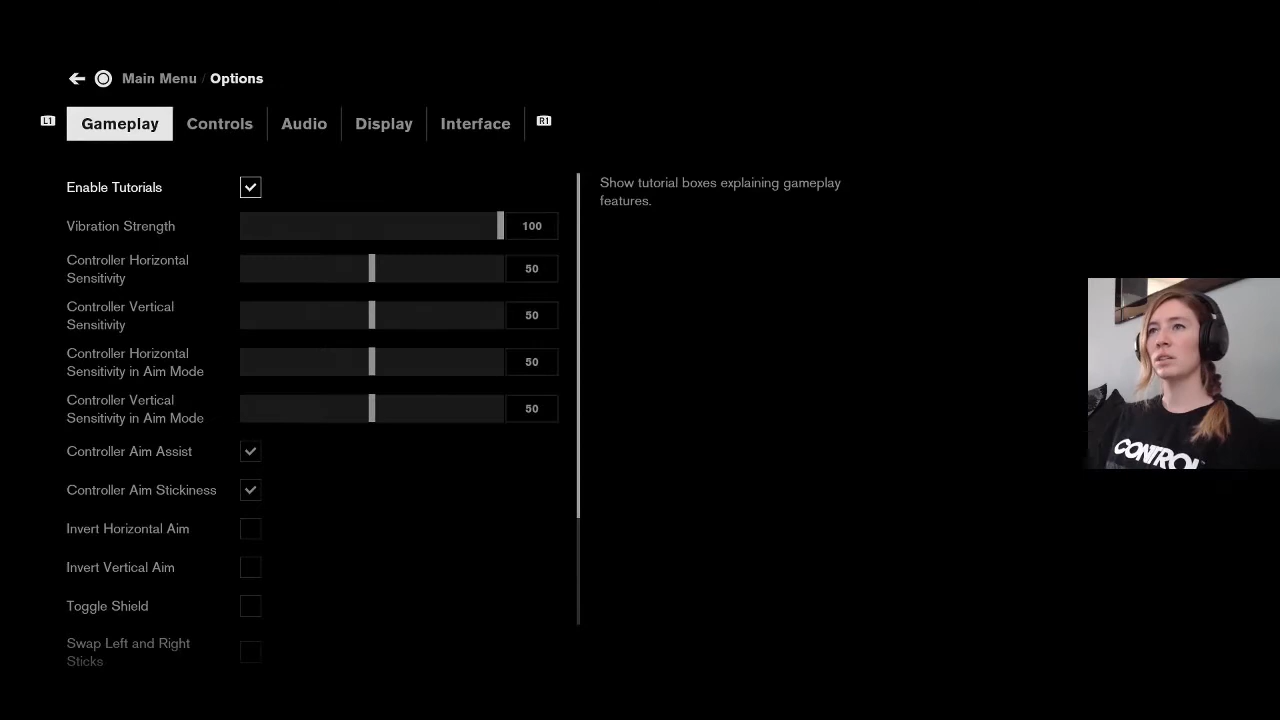 Main Menu / Options
L1 Gameplay Controls Audio Display Interface R1
Enable Tutorials
Show tutorial boxes explaining gameplay
features.
Vibration Strength 100
Controller Horizontal
Sensitivity 50
Controller Vertical
Sensitivity 50
Controller Horizontal
Sensitivity in Aim Mode 50
Controller Vertical
Sensitivity in Aim Mode 50
Controller Aim Assist
Controller Aim Stickiness
Invert Horizontal Aim
Invert Vertical Aim
Toggle Shield
Swap Left and Right
Sticks
CONTROL